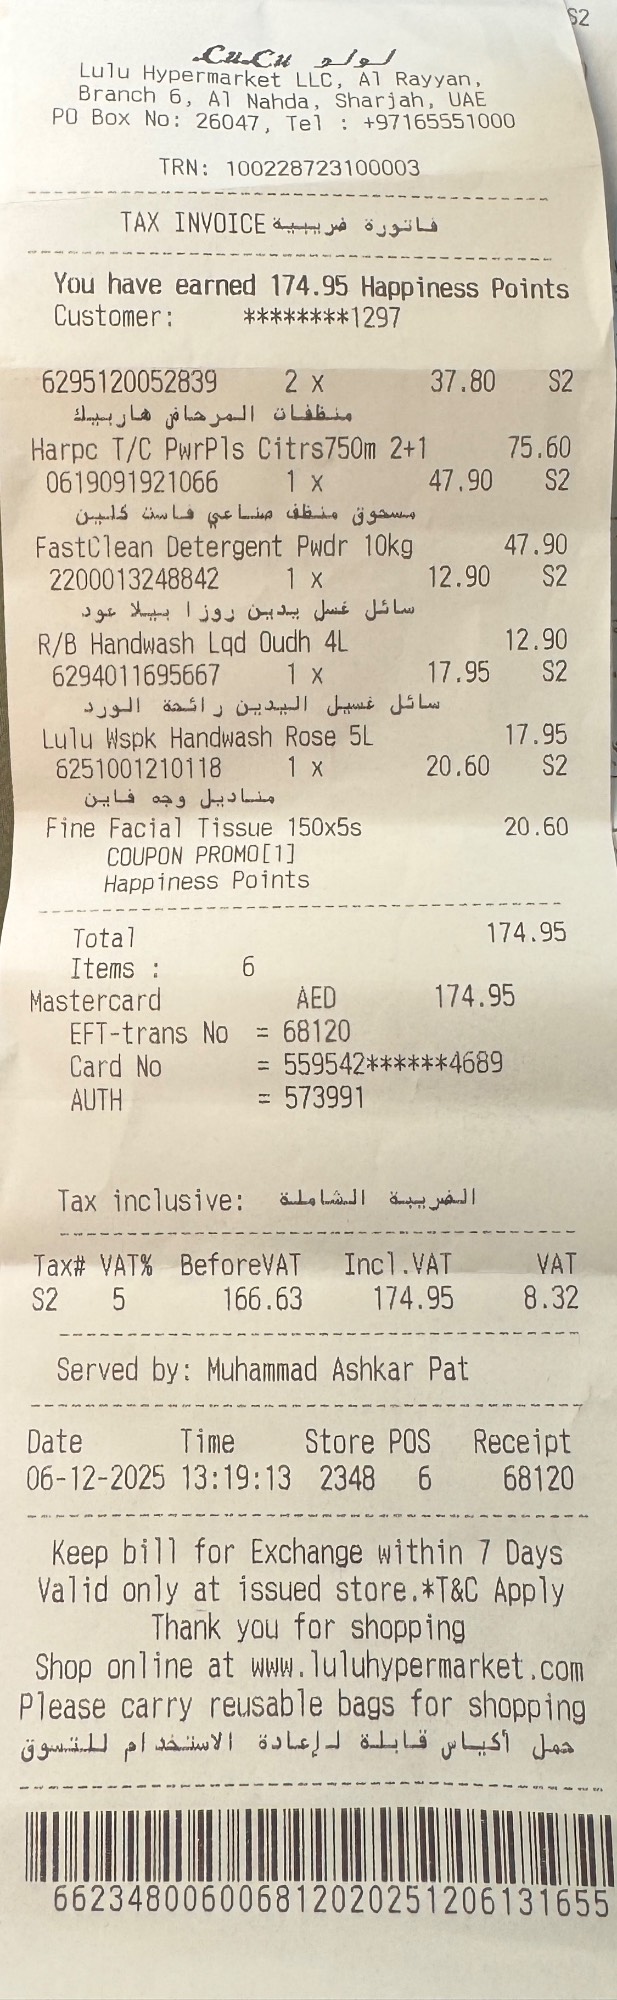 S2
LuLu لولو
Lulu Hypermarket LLC, Al Rayyan,
Branch 6, Al Nahda, Sharjah, UAE
PO Box No: 26047, Tel : +97165551000
TRN: 100228723100003
TAX INVOICE فاتورة ضريبية
You have earned 174.95 Happiness Points
Customer: ********1297
6295120052839 2 x 37.80 S2
منظفات المرحاض هاربيك
Harpc T/C PwrPls Citrs750m 2+1 75.60
0619091921066 1 x 47.90 S2
مسحوق منظف صناعي فاست كلين
FastClean Detergent Pwdr 10kg 47.90
2200013248842 1 x 12.90 S2
سائل غسل يدين روزا بيلا عود
R/B Handwash Lqd Oudh 4L 12.90
6294011695667 1 x 17.95 S2
سائل غسيل اليدين رائحة الورد
Lulu Wspk Handwash Rose 5L 17.95
6251001210118 1 x 20.60 S2
مناديل وجه فاين
Fine Facial Tissue 150x5s 20.60
COUPON PROMO[1]
Happiness Points
Total 174.95
Items : 6
Mastercard AED 174.95
EFT-trans No = 68120
Card No = 559542******4689
AUTH = 573991
Tax inclusive: الضريبة الشاملة
Tax# VAT% BeforeVAT Incl.VAT VAT
S2 5 166.63 174.95 8.32
Served by: Muhammad Ashkar Pat
Date Time Store POS Receipt
06-12-2025 13:19:13 2348 6 68120
Keep bill for Exchange within 7 Days
Valid only at issued store.*T&C Apply
Thank you for shopping
Shop online at www.luluhypermarket.com
Please carry reusable bags for shopping
حمل أكياس قابلة لإعادة الاستخدام للتسوق
662348006006812020251206131655